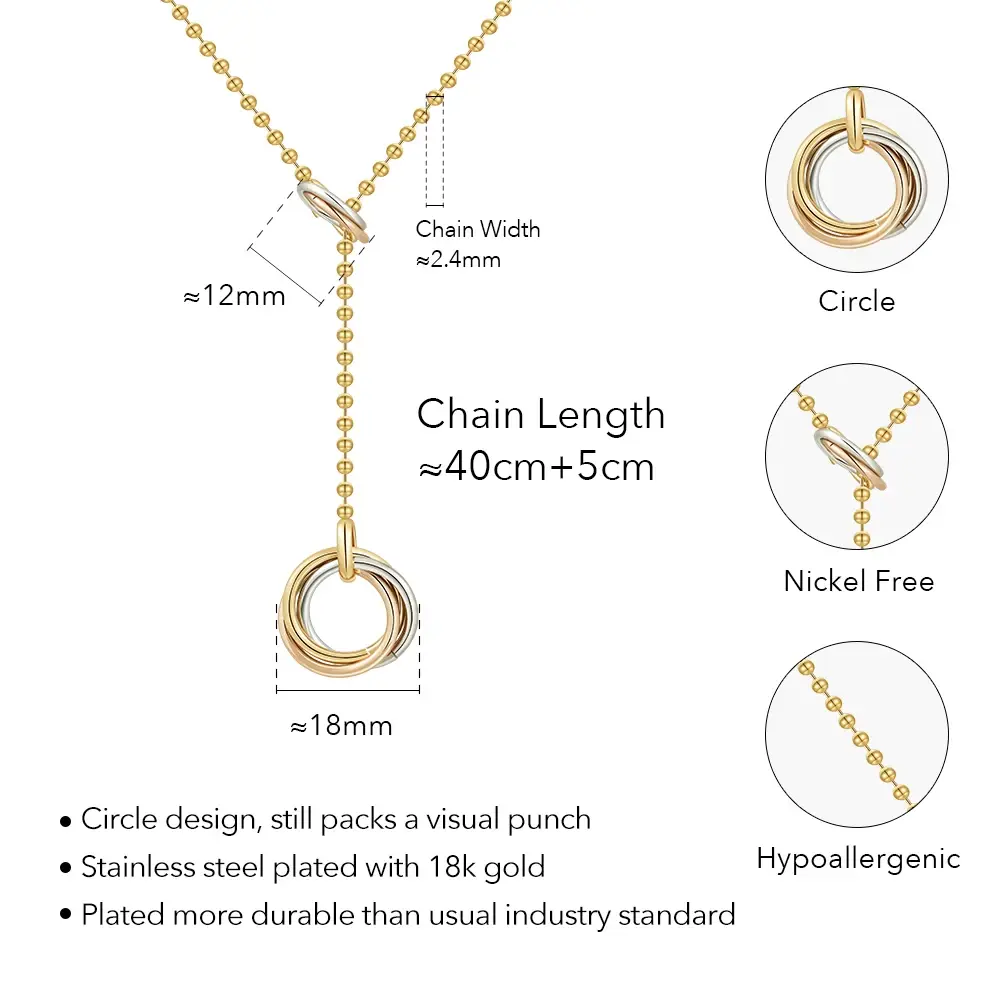 Chain Width
≈2.4mm
≈12mm
Circle
Chain Length
≈40cm+5cm
Nickel Free
≈18mm
Hypoallergenic
• Circle design, still packs a visual punch
• Stainless steel plated with 18k gold
• Plated more durable than usual industry standard